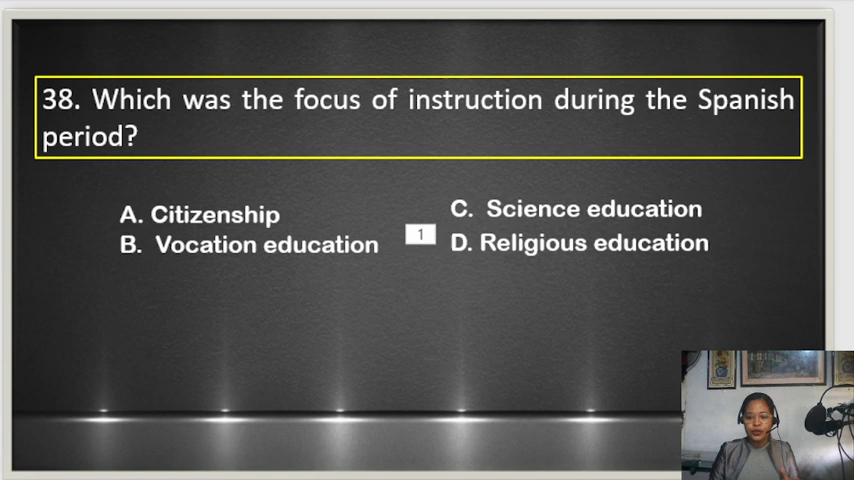 38. Which was the focus of instruction during the Spanish
period?
A. Citizenship
B. Vocation education
1
C. Science education
D. Religious education